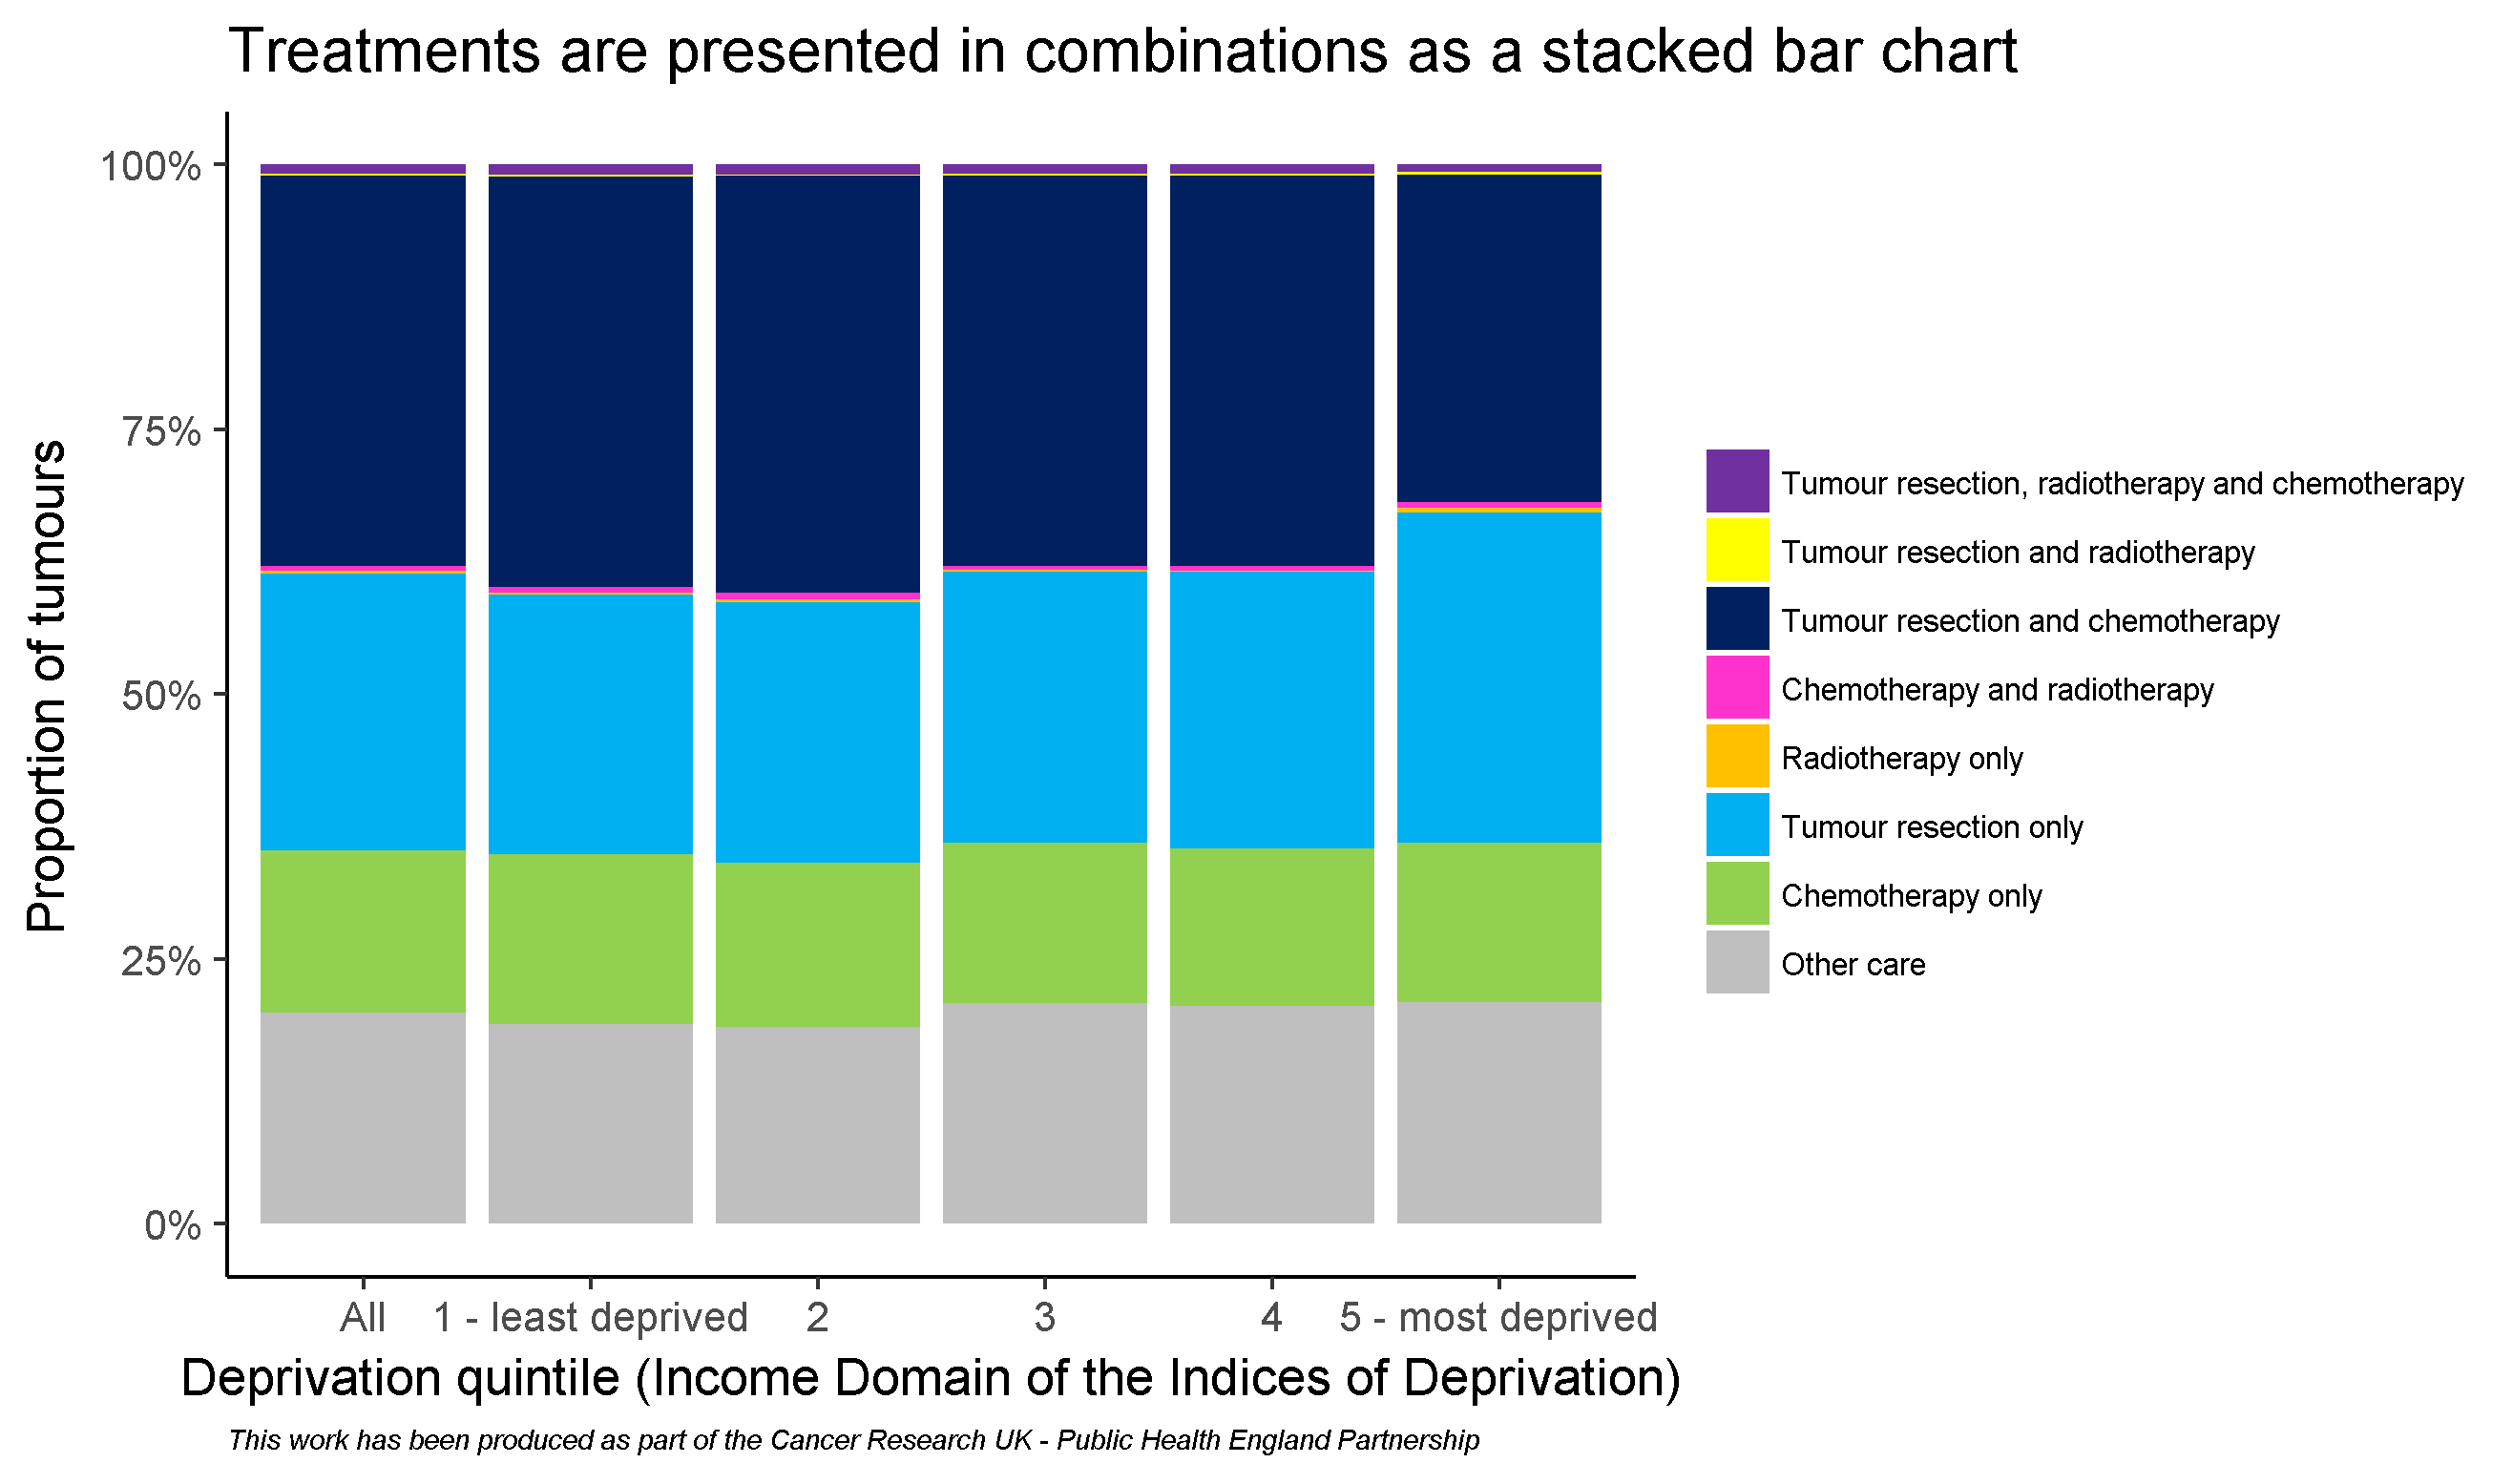 Treatments are presented in combinations as a stacked bar chart
Proportion of tumours
100%
75%
50%
25%
0%
All
1 - least deprived
2
3
4
5 - most deprived
Deprivation quintile (Income Domain of the Indices of Deprivation)
This work has been produced as part of the Cancer Research UK - Public Health England Partnership
Tumour resection, radiotherapy and chemotherapy
Tumour resection and radiotherapy
Tumour resection and chemotherapy
Chemotherapy and radiotherapy
Radiotherapy only
Tumour resection only
Chemotherapy only
Other care